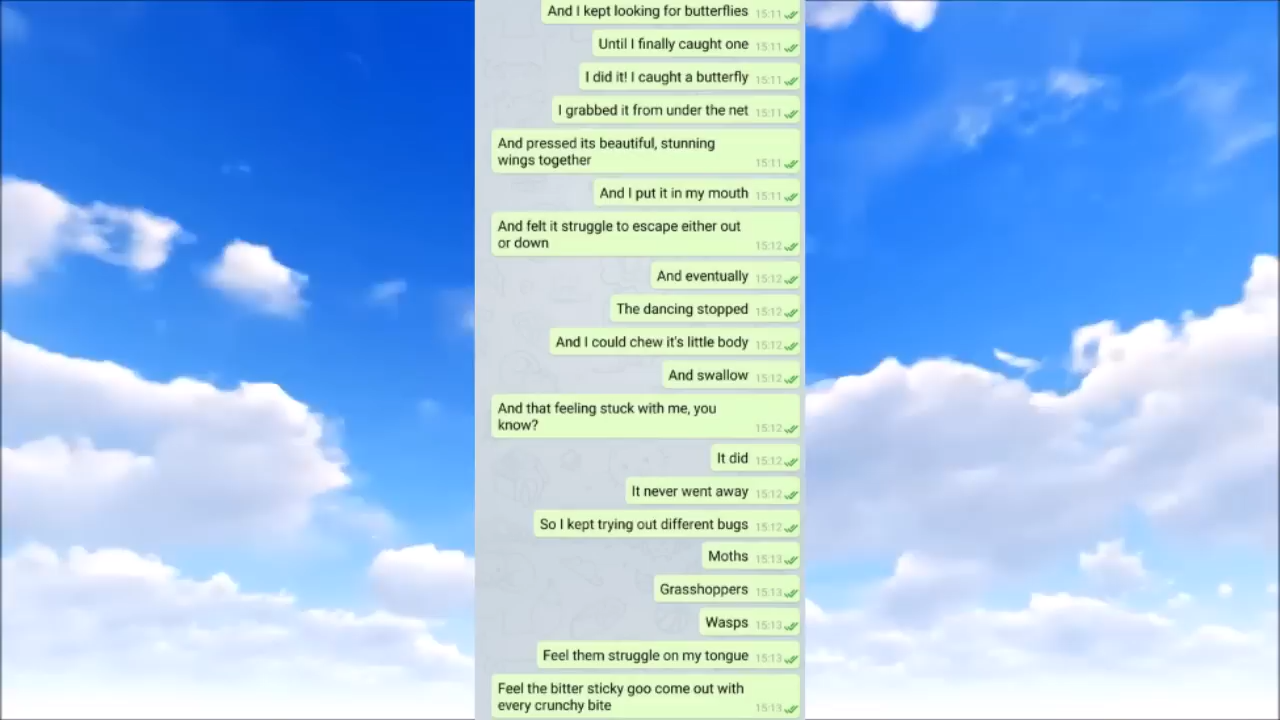 And I kept looking for butterflies 15:11
Until I finally caught one 15:11
I did it! I caught a butterfly 15:11
I grabbed it from under the net 15:11
And pressed its beautiful, stunning
wings together 15:11
And I put it in my mouth 15:11
And felt it struggle to escape either out
or down 15:12
And eventually 15:12
The dancing stopped 15:12
And I could chew it's little body 15:12
And swallow 15:12
And that feeling stuck with me, you
know? 15:12
It did 15:12
It never went away 15:12
So I kept trying out different bugs 15:12
Moths 15:13
Grasshoppers 15:13
Wasps 15:13
Feel them struggle on my tongue 15:13
Feel the bitter sticky goo come out with
every crunchy bite 15:13